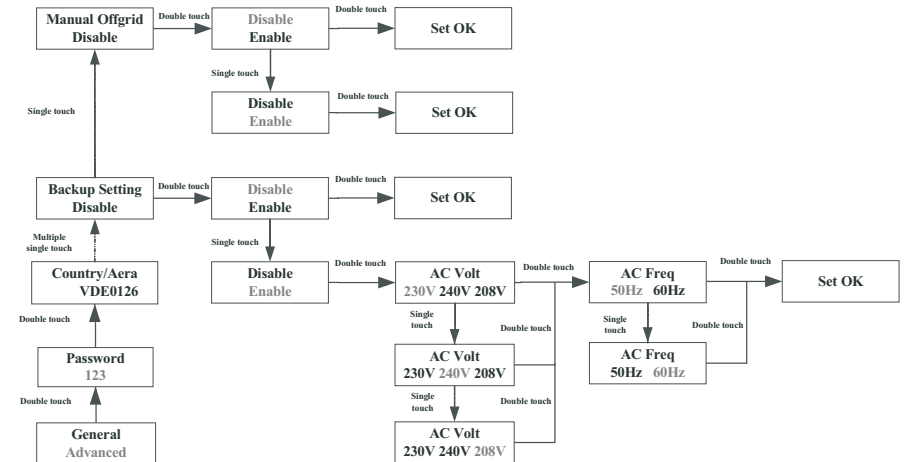 Manual Offgrid
Disable
Double touch
Disable
Enable
Double touch
Set OK
Single touch
Disable
Enable
Double touch
Set OK
Single touch
Backup Setting
Disable
Double touch
Disable
Enable
Double touch
Set OK
Multiple
single touch
Single touch
Country/Aera
VDE0126
Disable
Enable
Double touch
AC Volt
230V 240V 208V
Double touch
AC Freq
50Hz 60Hz
Double touch
Set OK
Double touch
Single
touch
Double touch
Single
touch
Double touch
Password
123
AC Volt
230V 240V 208V
AC Freq
50Hz 60Hz
Double touch
Single
touch
Double touch
General
Advanced
AC Volt
230V 240V 208V